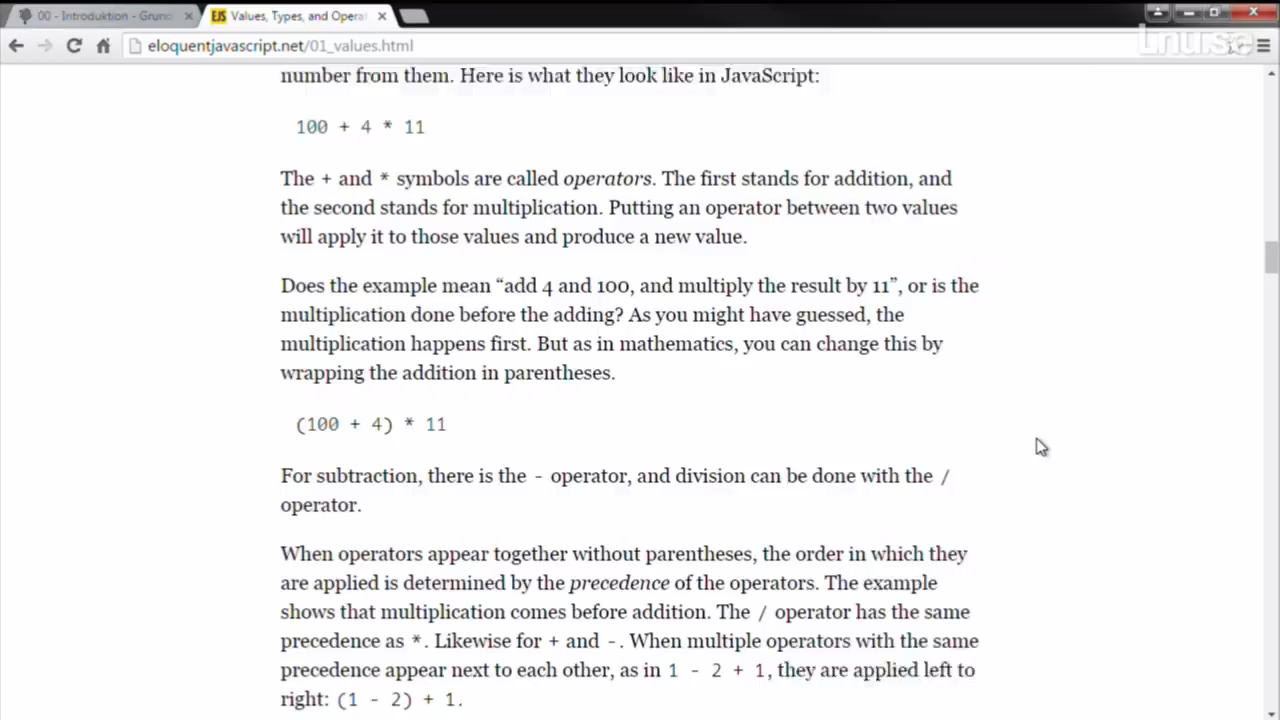 00 - Introduktion - Grun
EJS Values, Types, and Opera
eloquentjavascript.net/01_values.html
Lnu.se
number from them. Here is what they look like in JavaScript:
100 + 4 * 11
The + and * symbols are called operators. The first stands for addition, and
the second stands for multiplication. Putting an operator between two values
will apply it to those values and produce a new value.
Does the example mean “add 4 and 100, and multiply the result by 11”, or is the
multiplication done before the adding? As you might have guessed, the
multiplication happens first. But as in mathematics, you can change this by
wrapping the addition in parentheses.
(100 + 4) * 11
For subtraction, there is the - operator, and division can be done with the /
operator.
When operators appear together without parentheses, the order in which they
are applied is determined by the precedence of the operators. The example
shows that multiplication comes before addition. The / operator has the same
precedence as *. Likewise for + and -. When multiple operators with the same
precedence appear next to each other, as in 1 - 2 + 1, they are applied left to
right: (1 - 2) + 1.